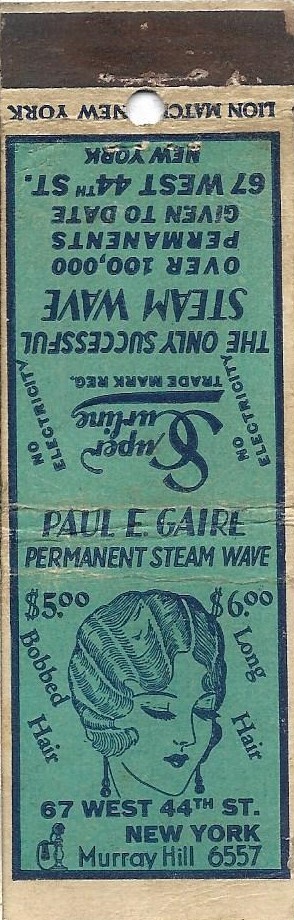 PAUL E. GAIRE
PERMANENT STEAM WAVE
$5.00
Bobbed
Hair
$6.00
Long
Hair
67 WEST 44TH ST.
NEW YORK
Murray Hill 6557
Super
Curline
TRADE MARK REG.
NO
ELECTRICITY
NO
ELECTRICITY
THE ONLY SUCCESSFUL
STEAM WAVE
OVER 100,000
PERMANENTS
GIVEN TO DATE
67 WEST 44TH ST.
NEW YORK
LION MATCH NEW YORK